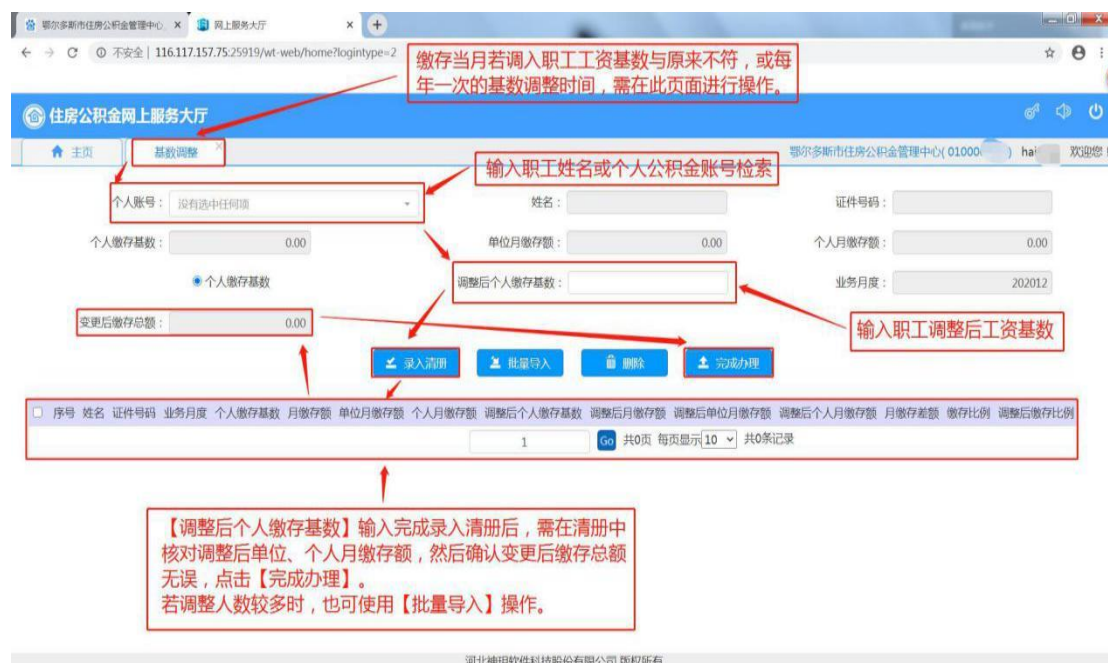 鄂尔多斯市住房公积金管理中心 × 网上服务大厅 × +
不安全 | 116.117.157.75:25919/wt-web/home?logintype=2
缴存当月若调入职工工资基数与原来不符，或每
年一次的基数调整时间，需在此页面进行操作。
住房公积金网上服务大厅
主页 基数调整 × 鄂尔多斯市住房公积金管理中心( 01000 ) hai 欢迎您！
输入职工姓名或个人公积金账号检索
个人账号： 没有选中任何项 姓名： 证件号码：
个人缴存基数： 0.00 单位月缴存额： 0.00 个人月缴存额： 0.00
个人缴存基数 调整后个人缴存基数： 业务月度： 202012
变更后缴存总额： 0.00
输入职工调整后工资基数
录入清册 批量导入 删除 完成办理
序号 姓名 证件号码 业务月度 个人缴存基数 月缴存额 单位月缴存额 个人月缴存额 调整后个人缴存基数 调整后月缴存额 调整后单位月缴存额 调整后个人月缴存额 月缴存差额 缴存比例 调整后缴存比例
1 Go 共0页 每页显示 10 共0条记录
【调整后个人缴存基数】输入完成录入清册后，需在清册中
核对调整后单位、个人月缴存额，然后确认变更后缴存总额
无误，点击【完成办理】。
若调整人数较多时，也可使用【批量导入】操作。
河北神玥软件科技股份有限公司 版权所有